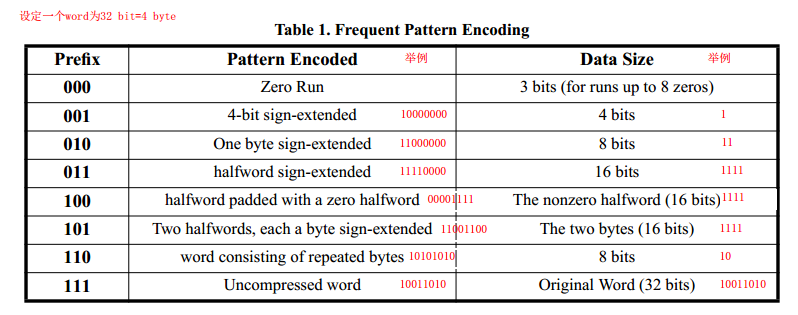 设定一个word为32 bit=4 byte
Table 1. Frequent Pattern Encoding
Prefix Pattern Encoded 举例 Data Size 举例
000 Zero Run 3 bits (for runs up to 8 zeros)
001 4-bit sign-extended 10000000 4 bits 1
010 One byte sign-extended 11000000 8 bits 11
011 halfword sign-extended 11110000 16 bits 1111
100 halfword padded with a zero halfword 00001111 The nonzero halfword (16 bits) 1111
101 Two halfwords, each a byte sign-extended 11001100 The two bytes (16 bits) 1111
110 word consisting of repeated bytes 10101010 8 bits 10
111 Uncompressed word 10011010 Original Word (32 bits) 10011010